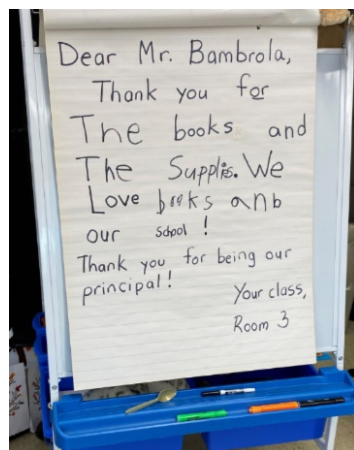 Dear Mr. Bambrola,
Thank you for
The books and
The Supplis. We
Love books anb
our school !
Thank you for being our
principal!
Your class,
Room 3